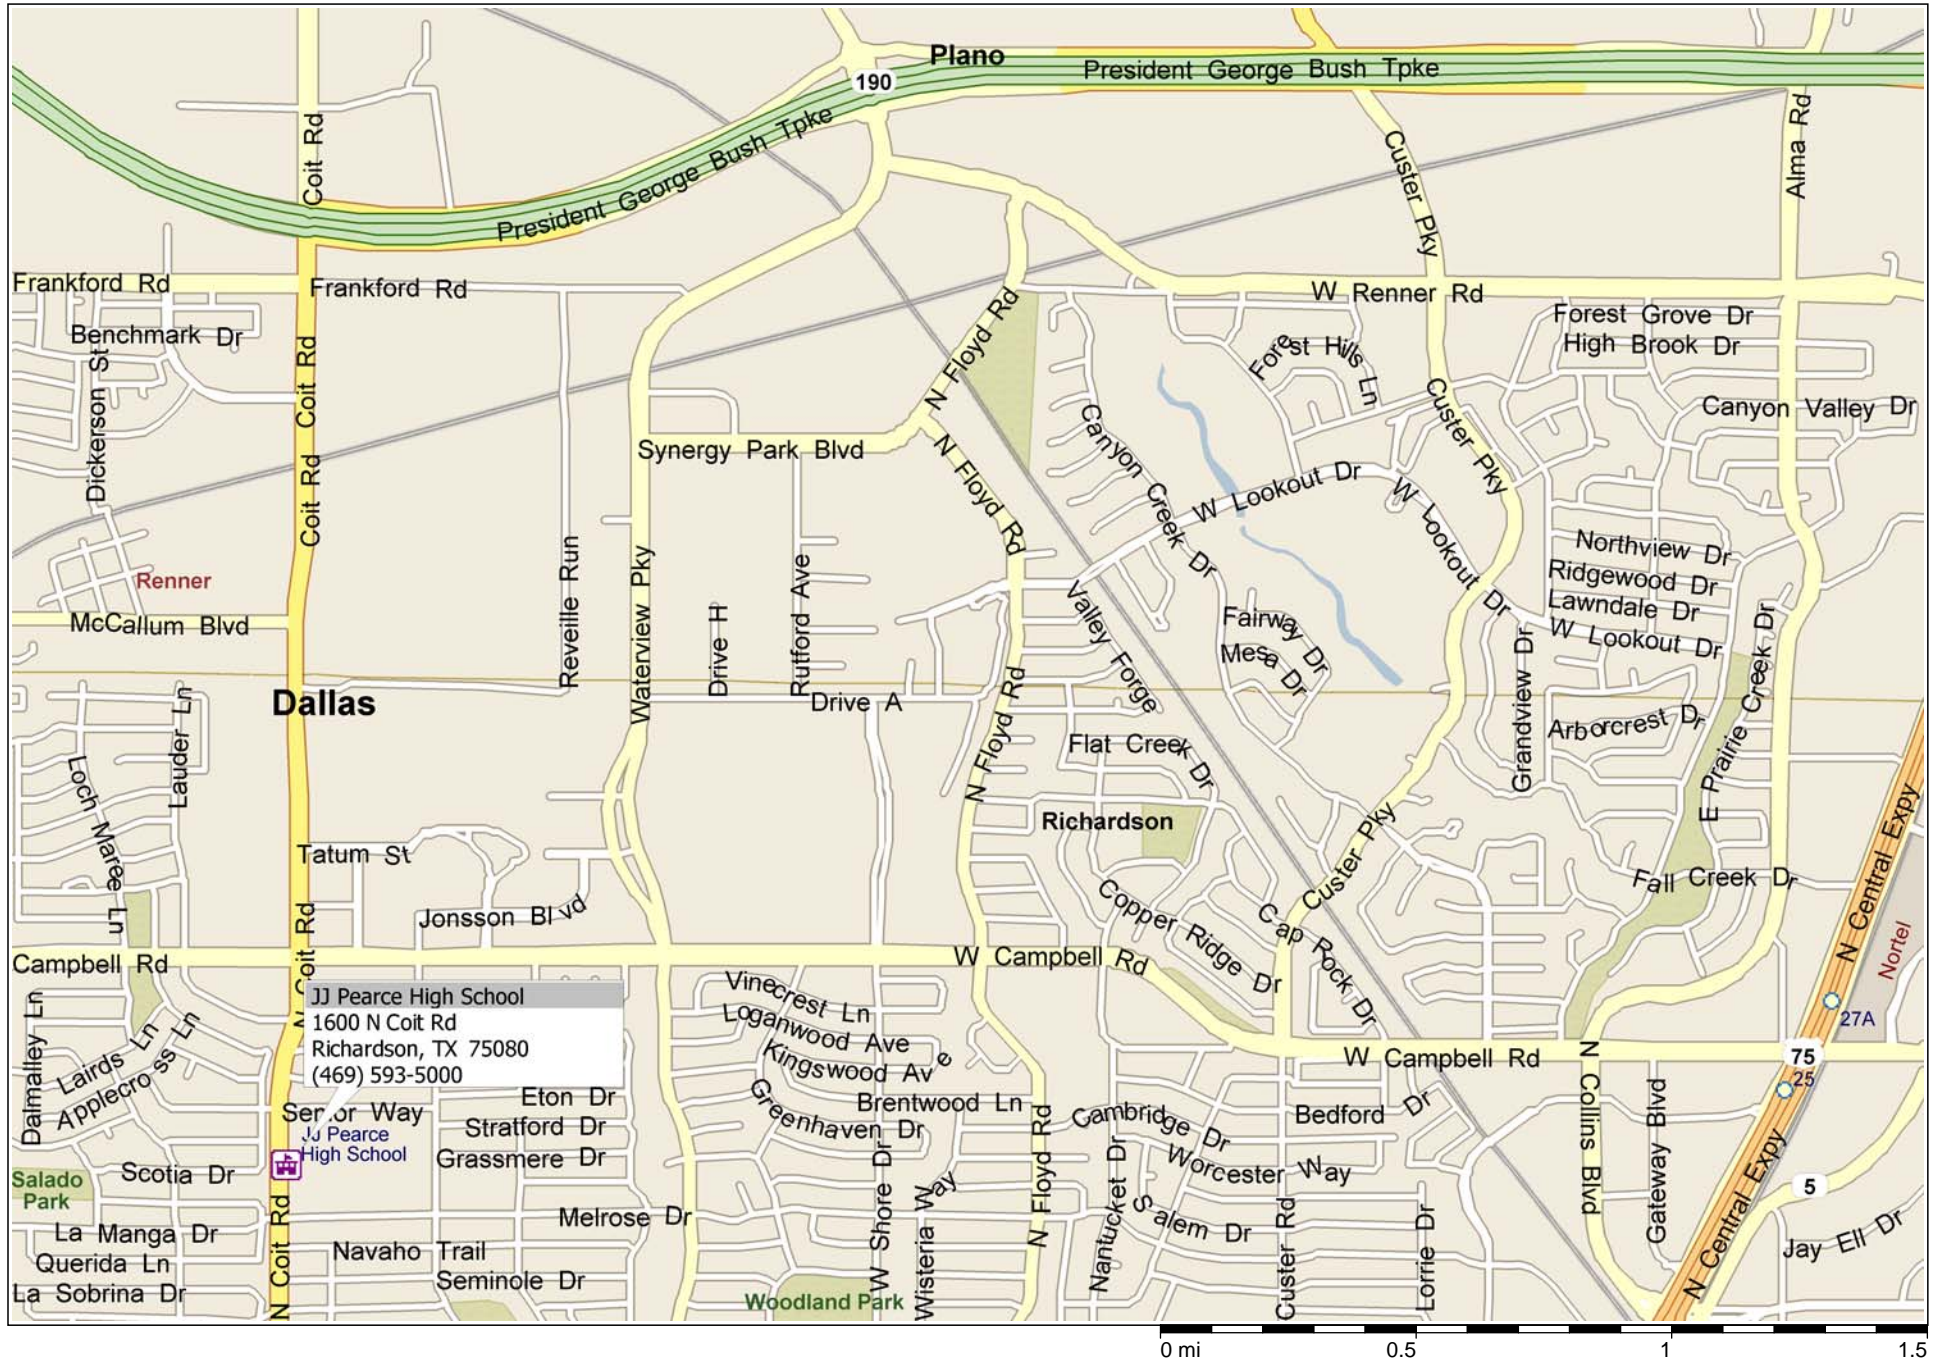 Plano
190
President George Bush Tpke
President George Bush Tpke
Coit Rd
Custer Pky
Alma Rd
Frankford Rd
Frankford Rd
W Renner Rd
Benchmark Dr
Forest Grove Dr
High Brook Dr
Forest Hills Ln
N Floyd Rd
Coit Rd
Dickerson St
Canyon Valley Dr
Custer Pky
Canyon Creek Dr
Synergy Park Blvd
N Floyd Rd
W Lookout Dr
W Lookout Dr
Coit Rd
Northview Dr
Ridgewood Dr
Lawndale Dr
W Lookout Dr
Renner
McCallum Blvd
Reveille Run
Waterview Pky
Drive H
Rutford Ave
Valley Forge
Fairway Dr
Mesa Dr
Grandview Dr
E Prairie Creek Dr
Dallas
Drive A
N Floyd Rd
Lauder Ln
Arborcrest Dr
Flat Creek Dr
Loch Maree Ln
Richardson
Custer Pky
N Central Expy
Tatum St
Fall Creek Dr
Jonsson Blvd
Copper Ridge Dr
Cap Rock Dr
Nortel
N Coit Rd
Campbell Rd
W Campbell Rd
JJ Pearce High School
1600 N Coit Rd
Richardson, TX 75080
(469) 593-5000
Vinecrest Ln
Loganwood Ave
Kingswood Ave
27A
W Campbell Rd
75
25
Dalmalley Ln
Lairds Ln
Applecross Ln
Senior Way
Eton Dr
Greenhaven Dr
Brentwood Ln
Cambridge Dr
Bedford Dr
N Collins Blvd
Gateway Blvd
JJ Pearce
High School
Stratford Dr
Grassmere Dr
Worcester Way
Scotia Dr
Salado
Park
5
N Coit Rd
Melrose Dr
W Shore Dr
Wisteria Way
N Floyd Rd
Nantucket Dr
Salem Dr
Custer Rd
Lorrie Dr
N Central Expy
Jay Ell Dr
La Manga Dr
Navaho Trail
Querida Ln
Seminole Dr
La Sobrina Dr
Woodland Park
0 mi
0.5
1
1.5